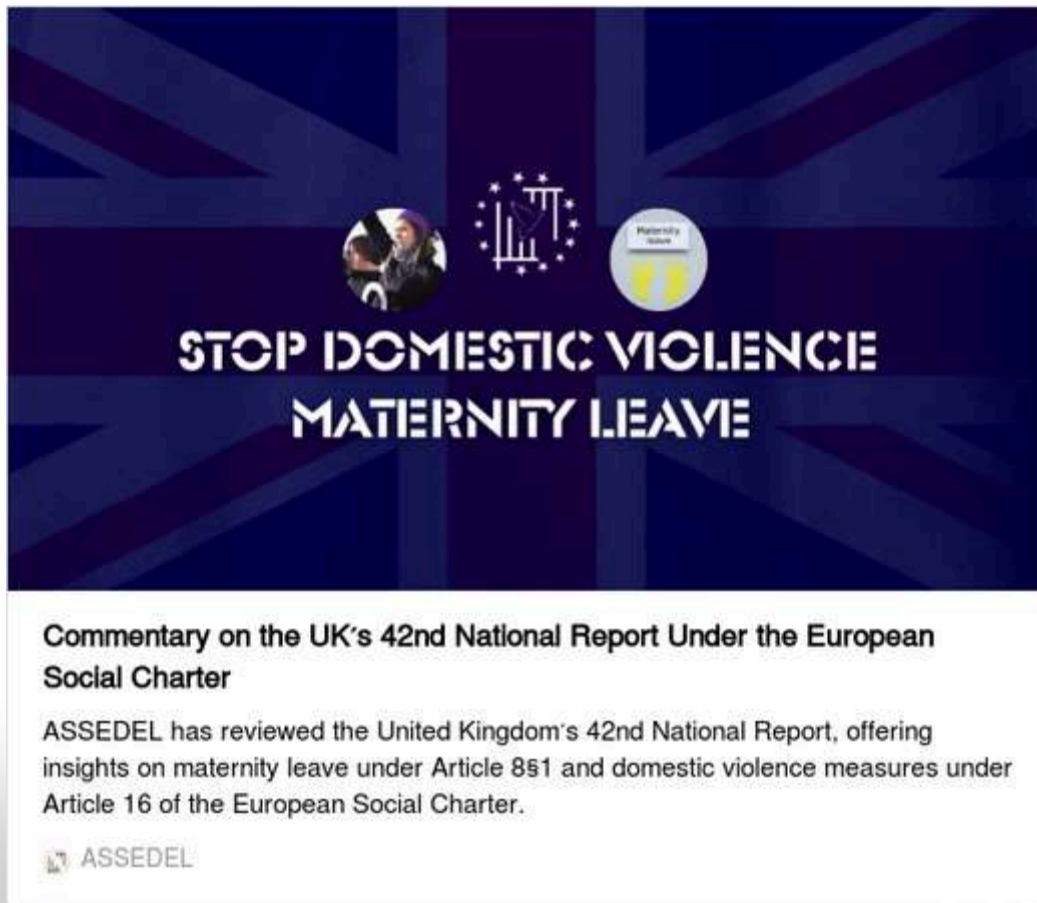 Maternity
leave
STOP DOMESTIC VIOLENCE
MATERNITY LEAVE
Commentary on the UK´s 42nd National Report Under the European
Social Charter
ASSEDEL has reviewed the United Kingdom´s 42nd National Report, offering
insights on maternity leave under Article 8§1 and domestic violence measures under
Article 16 of the European Social Charter.
ASSEDEL